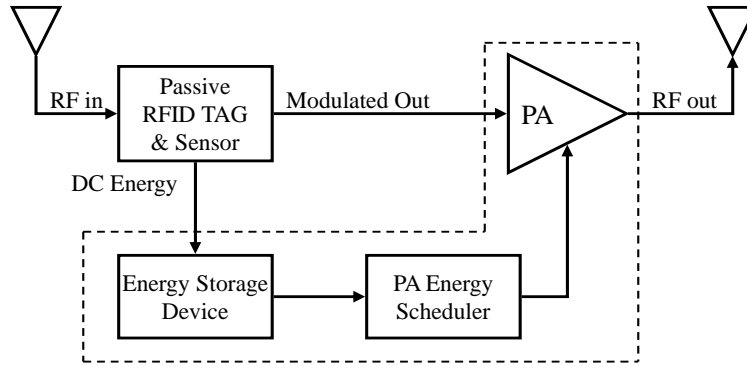 RF in
Passive
RFID TAG
& Sensor
Modulated Out
PA
RF out
DC Energy
Energy Storage
Device
PA Energy
Scheduler